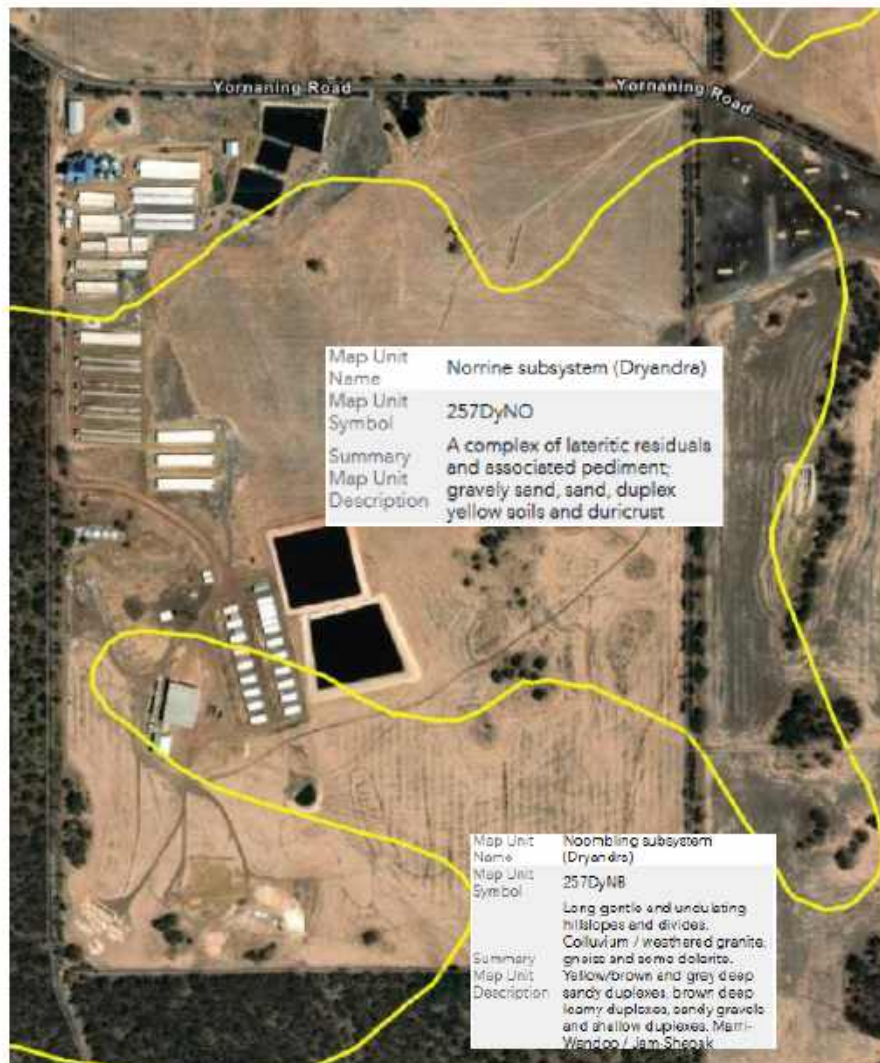 Yornaning Road
Yornaning Road
Map Unit Name Norrine subsystem (Dryandra)
Map Unit Symbol 257DyNO
Summary Map Unit Description A complex of lateritic residuals
and associated pediment;
gravely sand, sand, duplex
yellow soils and duricrust
Map Unit Name Noombling subsystem
(Dryandra)
Map Unit Symbol 257DyNB
Summary Map Unit Description Long gentle and undulating
hillslopes and divides.
Colluvium / weathered granite,
gneiss and some dolerite.
Yellow/brown and grey deep
sandy duplexes, brown deep
loamy duplexes, sandy gravels
and shallow duplexes. Marri-
Wandoo / Jam-Sheoak